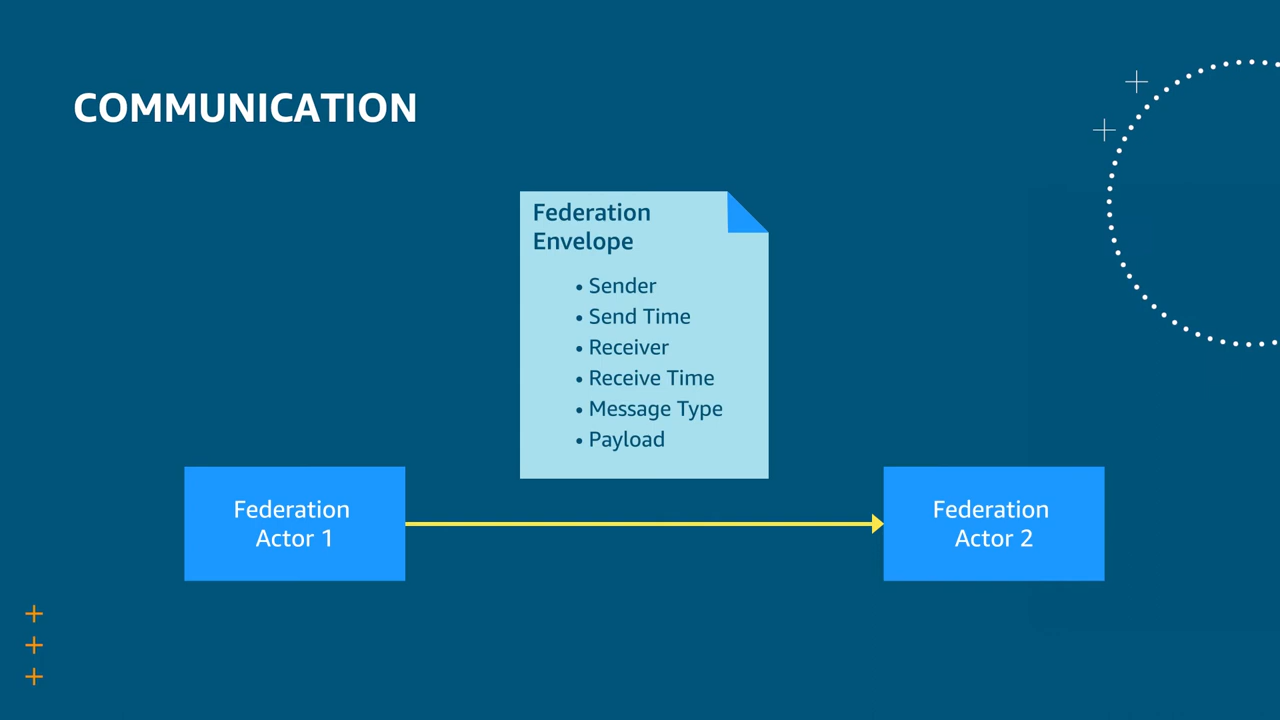 COMMUNICATION
Federation
Envelope
• Sender
• Send Time
• Receiver
• Receive Time
• Message Type
• Payload
Federation
Actor 1
Federation
Actor 2